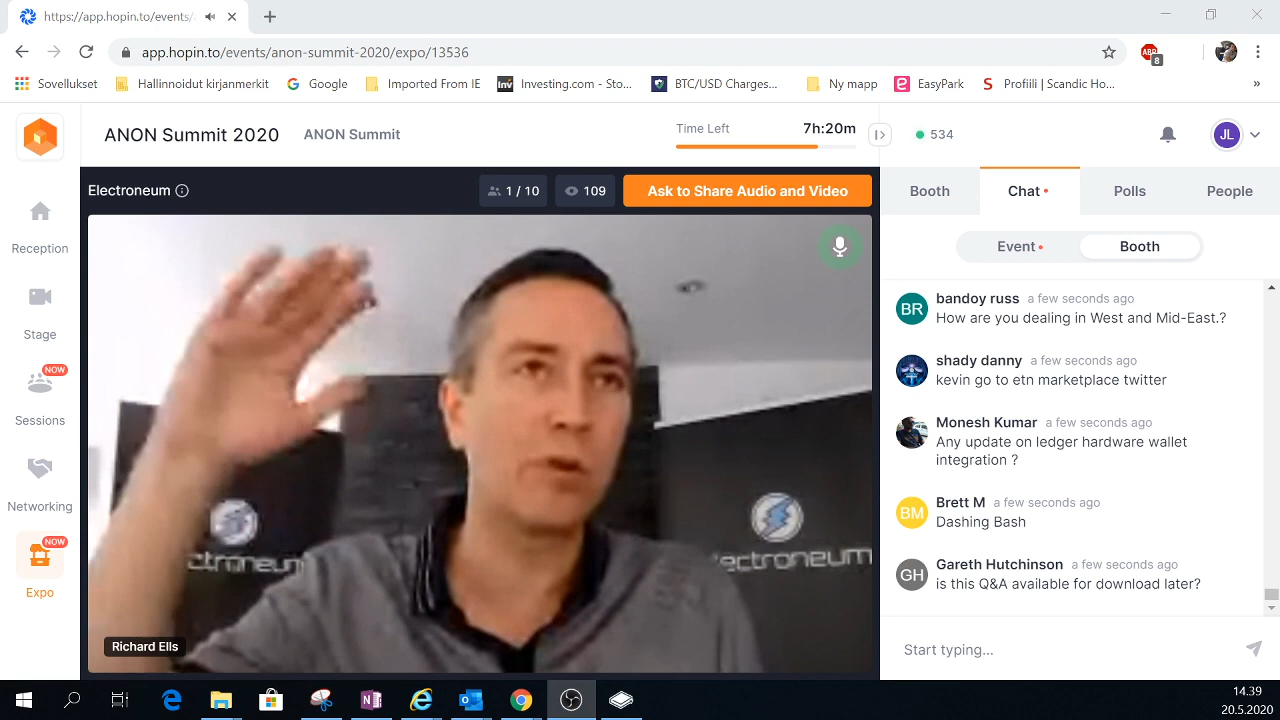 https://app.hopin.to/events/
app.hopin.to/events/anon-summit-2020/expo/13536
ABP
8
Sovellukset
Hallinnoidut kirjanmerkit
Google
Imported From IE
Inv
Investing.com - Sto...
BTC/USD Charges...
Ny mapp
EasyPark
S
Profiili | Scandic Ho...
»
ANON Summit 2020
ANON Summit
Time Left
7h:20m
534
JL
Electroneum
1 / 10
109
Ask to Share Audio and Video
Booth
Chat
Polls
People
Event
Booth
Reception
Stage
NOW
Sessions
Networking
NOW
Expo
ectroneum
ectroneum
Richard Ells
BR
bandoy russ a few seconds ago
How are you dealing in West and Mid-East.?
shady danny a few seconds ago
kevin go to etn marketplace twitter
Monesh Kumar a few seconds ago
Any update on ledger hardware wallet
integration ?
BM
Brett M a few seconds ago
Dashing Bash
GH
Gareth Hutchinson a few seconds ago
is this Q&A available for download later?
Start typing...
14.39
20.5.2020